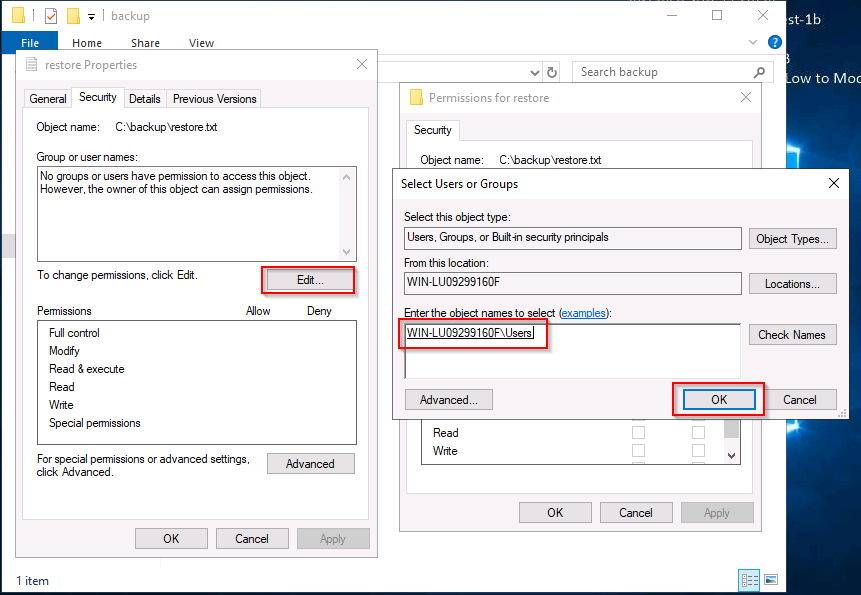 backup
est-1b
File
Home
Share
View
restore Properties
Search backup
Low to Moc
General
Security
Details
Previous Versions
Object name: C:\backup\restore.txt
Group or user names:
No groups or users have permission to access this object.
However, the owner of this object can assign permissions.
To change permissions, click Edit.
Edit...
Permissions
Allow
Deny
Full control
Modify
Read & execute
Read
Write
Special permissions
For special permissions or advanced settings,
click Advanced.
Advanced
OK
Cancel
Apply
Permissions for restore
Security
Object name: C:\backup\restore.txt
Select Users or Groups
Select this object type:
Users, Groups, or Built-in security principals
Object Types...
From this location:
WIN-LU09299160F
Locations...
Enter the object names to select (examples):
WIN-LU09299160F\Users
Check Names
Advanced...
OK
Cancel
Read
Write
OK
Cancel
Apply
1 item